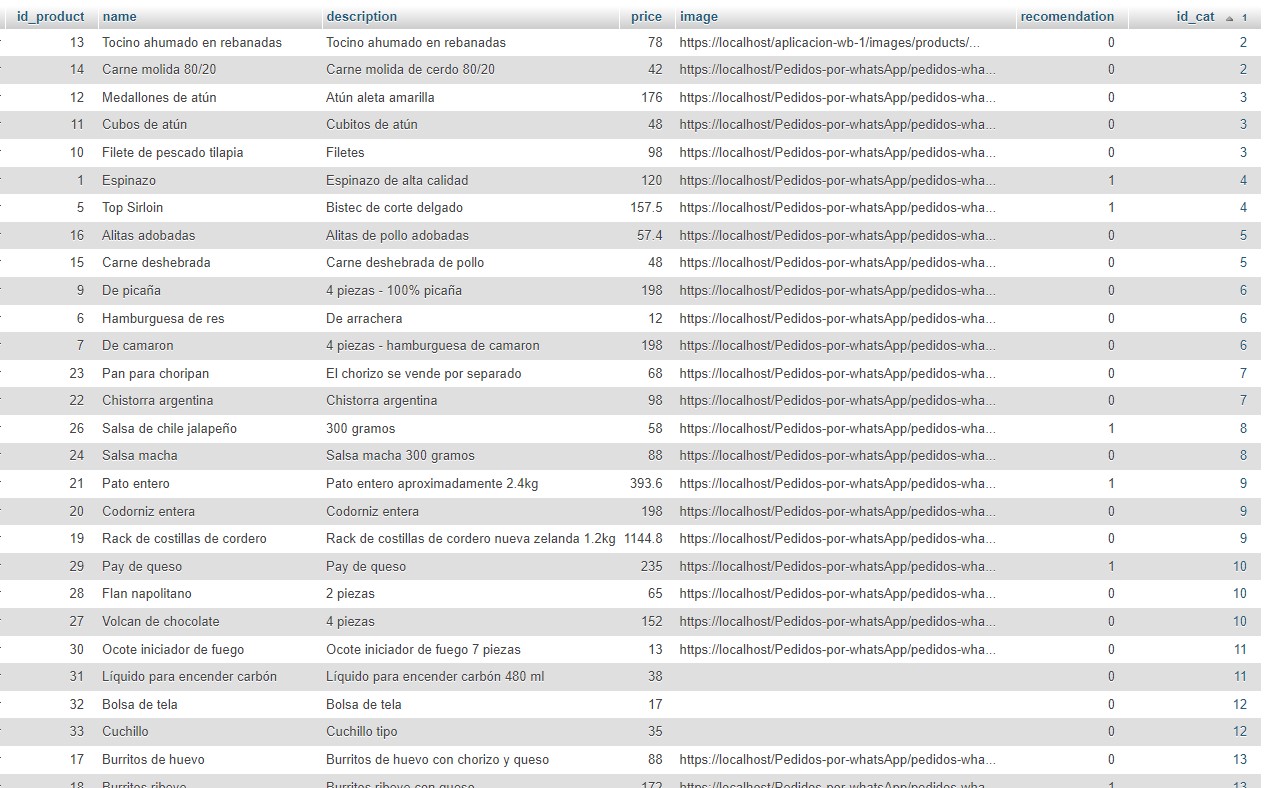 id_product name description price image recomendation id_cat 1
13 Tocino ahumado en rebanadas Tocino ahumado en rebanadas 78 https://localhost/aplicacion-wb-1/images/products/... 0 2
14 Carne molida 80/20 Carne molida de cerdo 80/20 42 https://localhost/Pedidos-por-whatsApp/pedidos-wha... 0 2
12 Medallones de atún Atún aleta amarilla 176 https://localhost/Pedidos-por-whatsApp/pedidos-wha... 0 3
11 Cubos de atún Cubitos de atún 48 https://localhost/Pedidos-por-whatsApp/pedidos-wha... 0 3
10 Filete de pescado tilapia Filetes 98 https://localhost/Pedidos-por-whatsApp/pedidos-wha... 0 3
1 Espinazo Espinazo de alta calidad 120 https://localhost/Pedidos-por-whatsApp/pedidos-wha... 1 4
5 Top Sirloin Bistec de corte delgado 157.5 https://localhost/Pedidos-por-whatsApp/pedidos-wha... 1 4
16 Alitas adobadas Alitas de pollo adobadas 57.4 https://localhost/Pedidos-por-whatsApp/pedidos-wha... 0 5
15 Carne deshebrada Carne deshebrada de pollo 48 https://localhost/Pedidos-por-whatsApp/pedidos-wha... 0 5
9 De picaña 4 piezas - 100% picaña 198 https://localhost/Pedidos-por-whatsApp/pedidos-wha... 0 6
6 Hamburguesa de res De arrachera 12 https://localhost/Pedidos-por-whatsApp/pedidos-wha... 0 6
7 De camaron 4 piezas - hamburguesa de camaron 198 https://localhost/Pedidos-por-whatsApp/pedidos-wha... 0 6
23 Pan para choripan El chorizo se vende por separado 68 https://localhost/Pedidos-por-whatsApp/pedidos-wha... 0 7
22 Chistorra argentina Chistorra argentina 98 https://localhost/Pedidos-por-whatsApp/pedidos-wha... 0 7
26 Salsa de chile jalapeño 300 gramos 58 https://localhost/Pedidos-por-whatsApp/pedidos-wha... 1 8
24 Salsa macha Salsa macha 300 gramos 88 https://localhost/Pedidos-por-whatsApp/pedidos-wha... 0 8
21 Pato entero Pato entero aproximadamente 2.4kg 393.6 https://localhost/Pedidos-por-whatsApp/pedidos-wha... 1 9
20 Codorniz entera Codorniz entera 198 https://localhost/Pedidos-por-whatsApp/pedidos-wha... 0 9
19 Rack de costillas de cordero Rack de costillas de cordero nueva zelanda 1.2kg 1144.8 https://localhost/Pedidos-por-whatsApp/pedidos-wha... 0 9
29 Pay de queso Pay de queso 235 https://localhost/Pedidos-por-whatsApp/pedidos-wha... 1 10
28 Flan napolitano 2 piezas 65 https://localhost/Pedidos-por-whatsApp/pedidos-wha... 0 10
27 Volcan de chocolate 4 piezas 152 https://localhost/Pedidos-por-whatsApp/pedidos-wha... 0 10
30 Ocote iniciador de fuego Ocote iniciador de fuego 7 piezas 13 https://localhost/Pedidos-por-whatsApp/pedidos-wha... 0 11
31 Líquido para encender carbón Líquido para encender carbón 480 ml 38 0 11
32 Bolsa de tela Bolsa de tela 17 0 12
33 Cuchillo Cuchillo tipo 35 0 12
17 Burritos de huevo Burritos de huevo con chorizo y queso 88 https://localhost/Pedidos-por-whatsApp/pedidos-wha... 0 13
18 Burritos ribeye Burritos ribeye con queso 172 https://localhost/Pedidos-por-whatsApp/pedidos-wha... 1 13